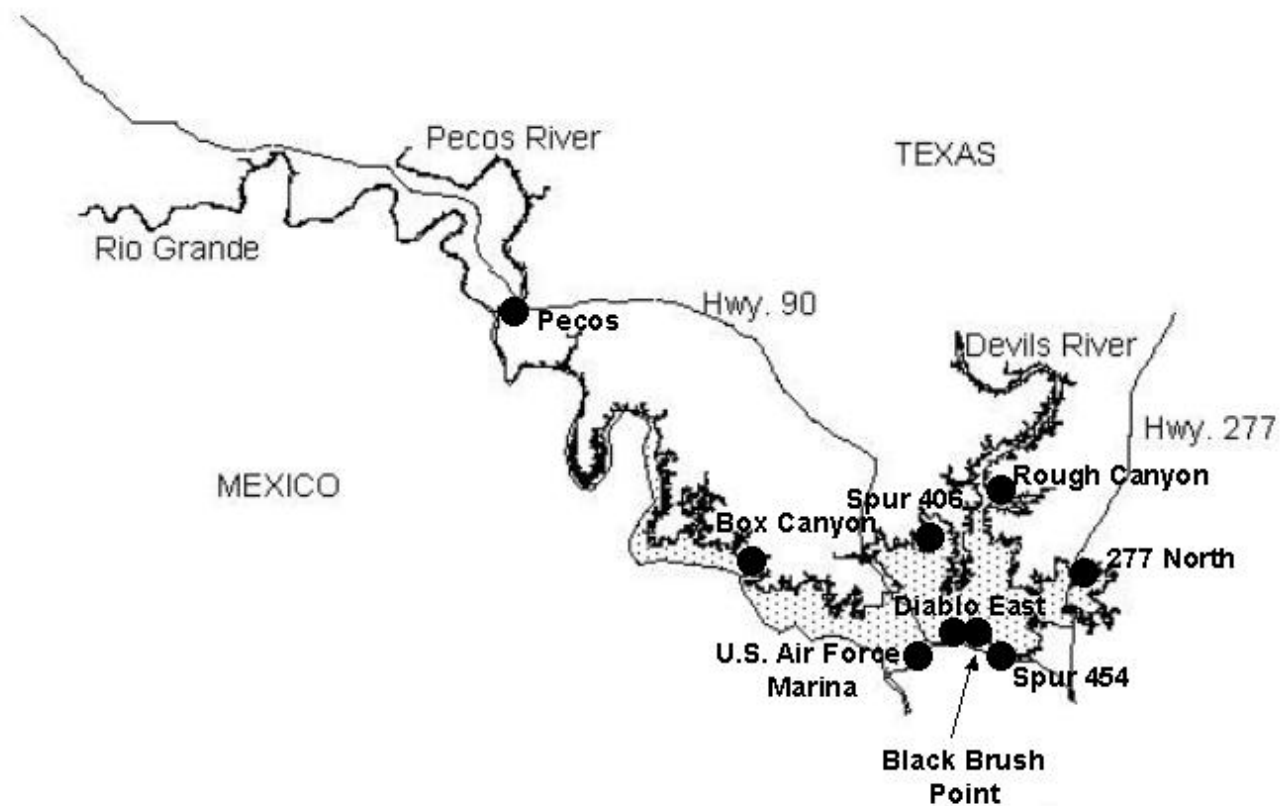 Pecos River
TEXAS
Rio Grande
Hwy. 90
Pecos
Devils River
Hwy. 277
MEXICO
Rough Canyon
Spur 406
Box Canyon
277 North
Diablo East
U.S. Air Force
Marina
Spur 454
Black Brush
Point